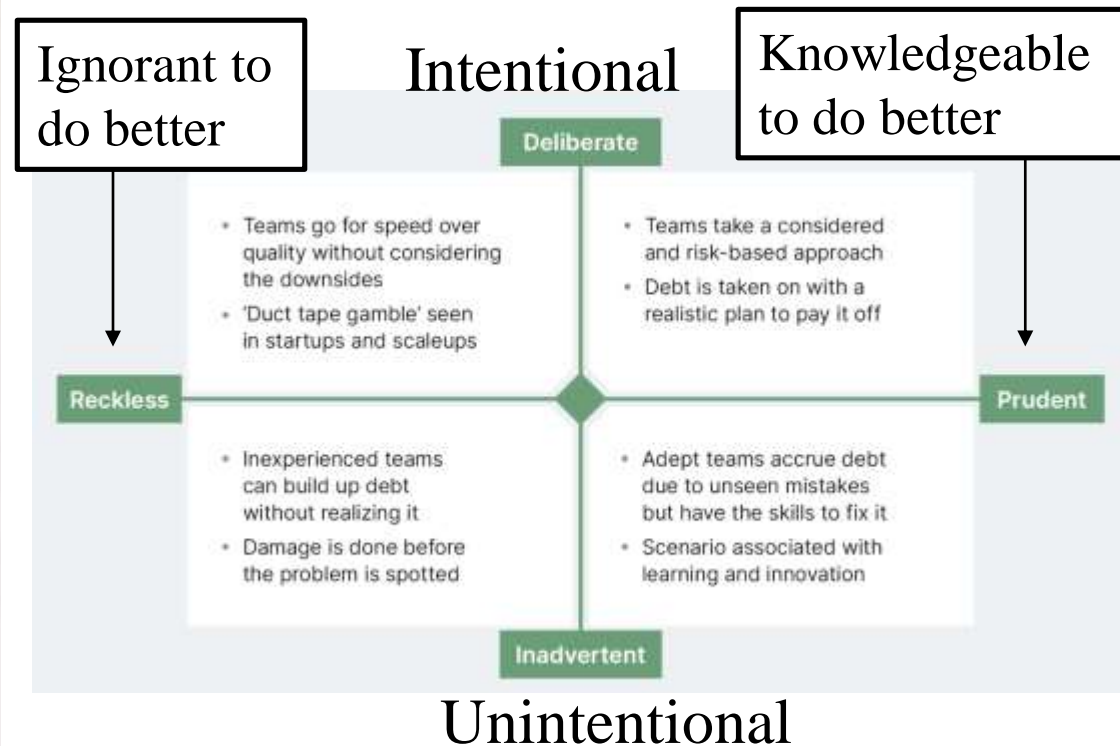 Ignorant to
do better
Intentional
Knowledgeable
to do better
Deliberate
• Teams go for speed over
quality without considering
the downsides
• 'Duct tape gamble' seen
in startups and scaleups
• Teams take a considered
and risk-based approach
• Debt is taken on with a
realistic plan to pay it off
Reckless
Prudent
• Inexperienced teams
can build up debt
without realizing it
• Damage is done before
the problem is spotted
• Adept teams accrue debt
due to unseen mistakes
but have the skills to fix it
• Scenario associated with
learning and innovation
Inadvertent
Unintentional